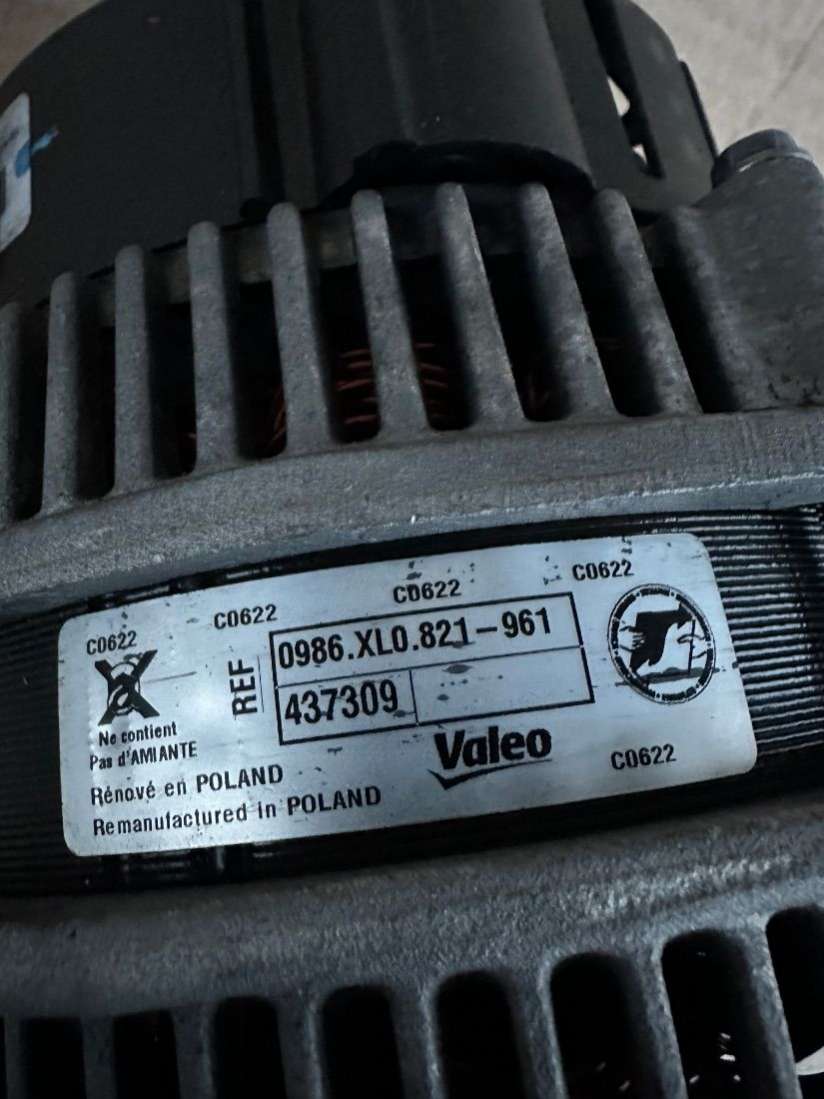 C0622
C0622
C0622
C0622
REF
0986.XL0.821-961
437309
Ne contient
Pas d'AMIANTE
Rénové en POLAND
Remanufactured in POLAND
Valeo
C0622